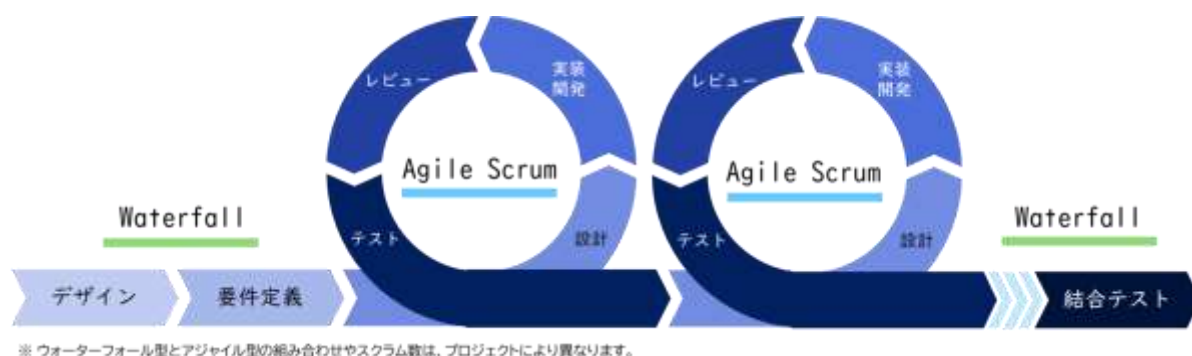 Waterfall
デザイン
要件定義
Agile Scrum
設計
実装
開発
レビュー
テスト
Agile Scrum
設計
実装
開発
レビュー
テスト
Waterfall
結合テスト
※ ウォーターフォール型とアジャイル型の組み合わせやスクラム数は、プロジェクトにより異なります。